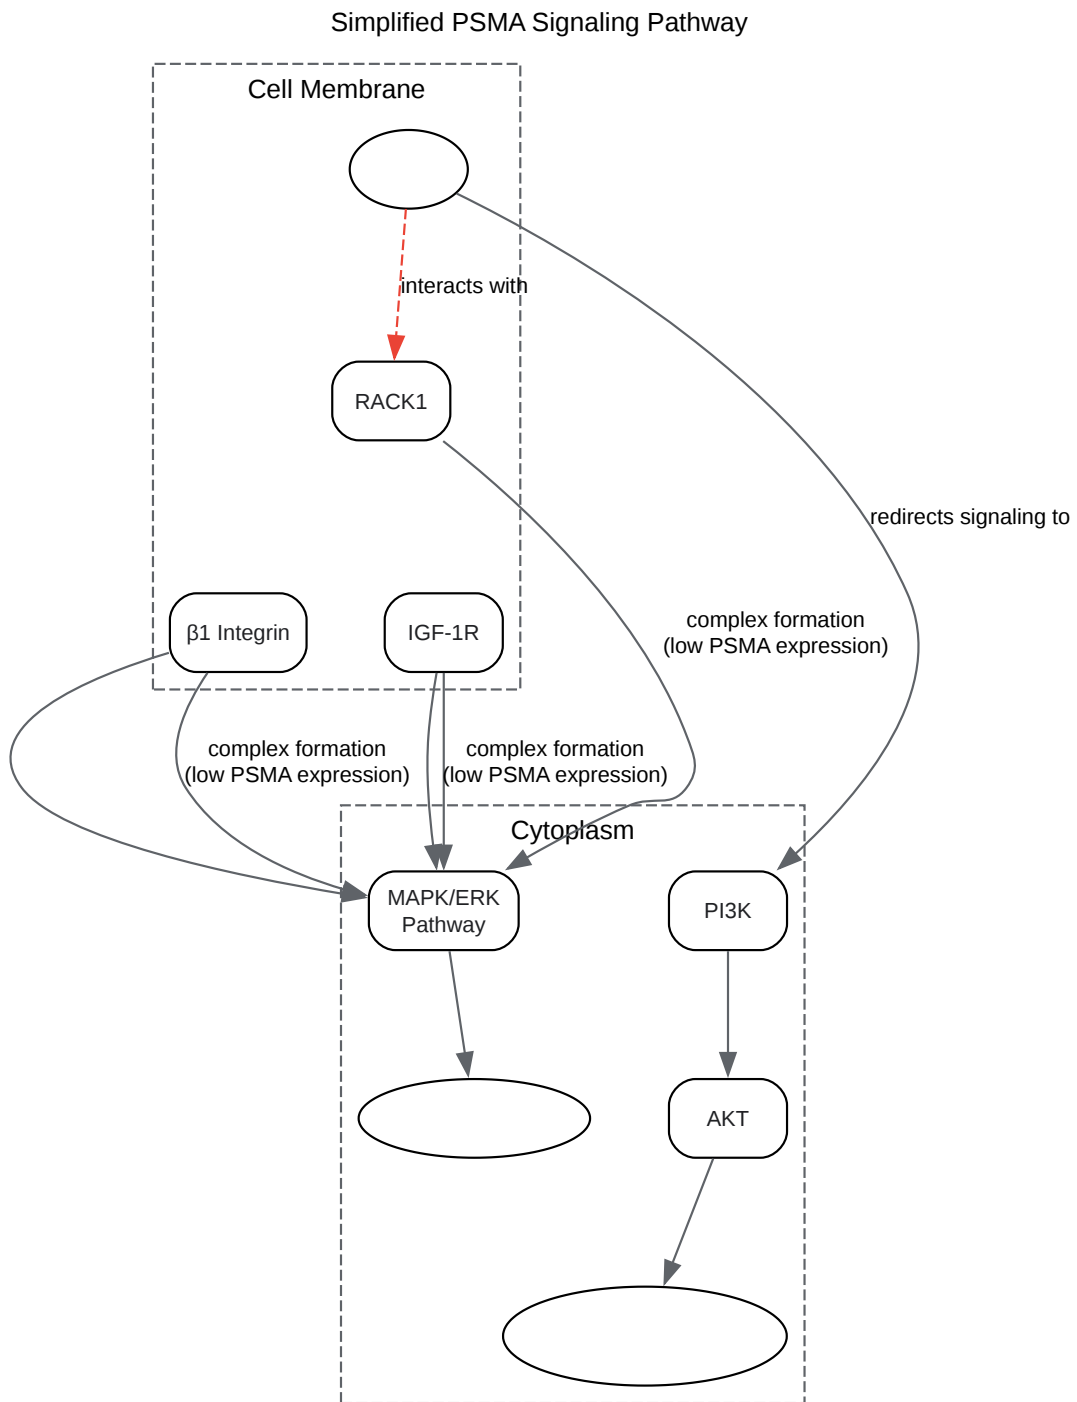 Simplified PSMA Signaling Pathway
Cell Membrane
interacts with
RACK1
redirects signaling to
complex formation
(low PSMA expression)
β1 Integrin
IGF-1R
complex formation
(low PSMA expression)
complex formation
(low PSMA expression)
Cytoplasm
MAPK/ERK
Pathway
PI3K
AKT